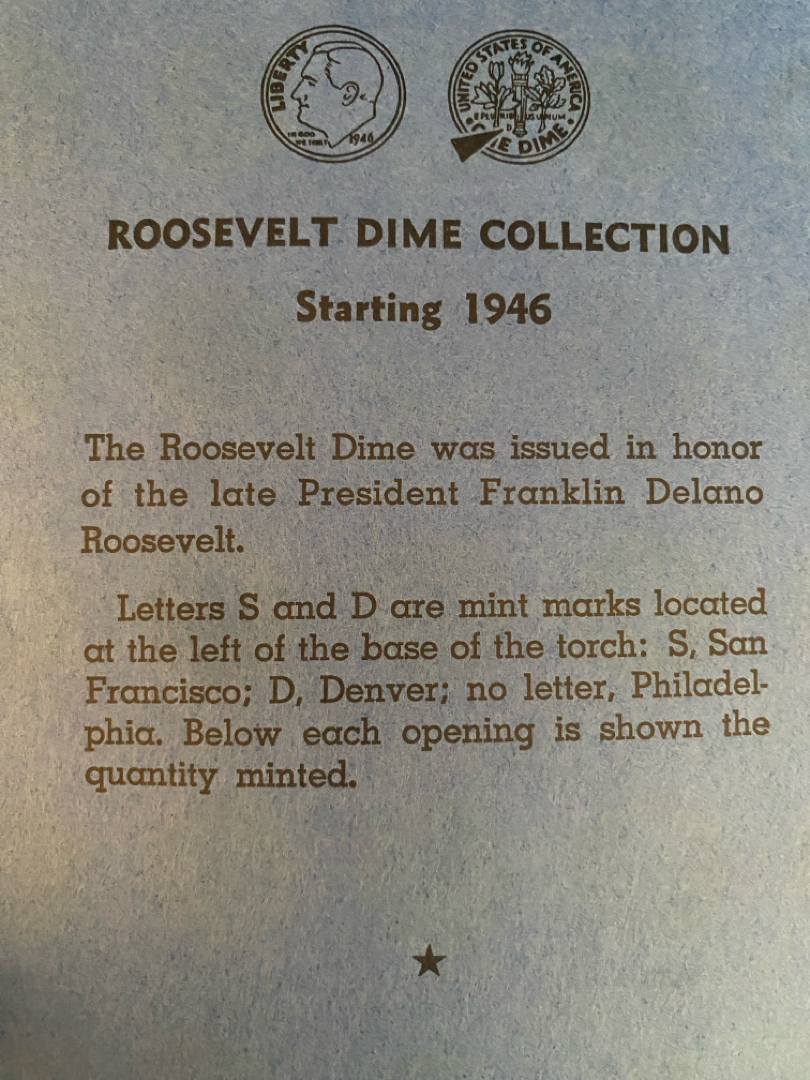 LIBERTY
IN GOD
WE TRUST
1946
UNITED STATES OF AMERICA
E PLURIBUS UNUM
D
DIME
ROOSEVELT DIME COLLECTION
Starting 1946
The Roosevelt Dime was issued in honor
of the late President Franklin Delano
Roosevelt.
Letters S and D are mint marks located
at the left of the base of the torch: S, San
Francisco; D, Denver; no letter, Philadel-
phia. Below each opening is shown the
quantity minted.